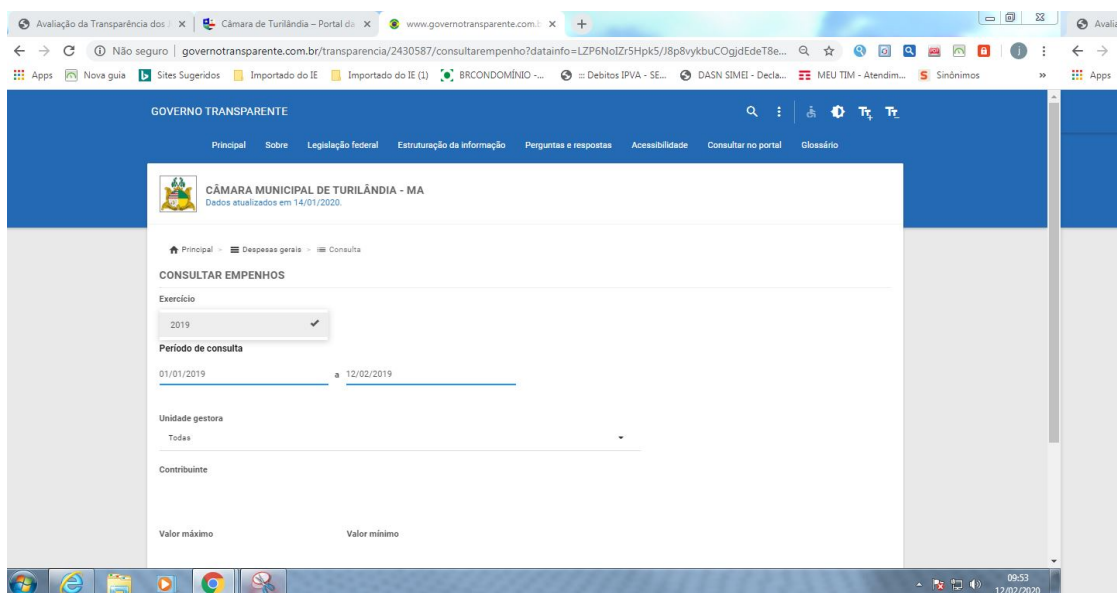 Avaliação da Transparência dos
Câmara de Turilândia – Portal da
www.governotransparente.com.b
Avalia
Não seguro
governotransparente.com.br/transparencia/2430587/consultarempenho?datainfo=LZP6NoIZr5Hpk5/J8p8vykbuCOgjdEdeT8e...
Apps
Nova guia
Sites Sugeridos
Importado do IE
Importado do IE (1)
BRCONDOMÍNIO -...
::: Debitos IPVA - SE...
DASN SIMEI - Decla...
MEU TIM - Atendim...
Sinônimos
»
Apps
GOVERNO TRANSPARENTE
Principal
Sobre
Legislação federal
Estruturação da informação
Perguntas e respostas
Acessibilidade
Consultar no portal
Glossário
CÂMARA MUNICIPAL DE TURILÂNDIA - MA
Dados atualizados em 14/01/2020.
Principal > Despesas gerais > Consulta
CONSULTAR EMPENHOS
Exercício
2019
Período de consulta
01/01/2019 a 12/02/2019
Unidade gestora
Todas
Contribuinte
Valor máximo
Valor mínimo
09:53
12/02/2020